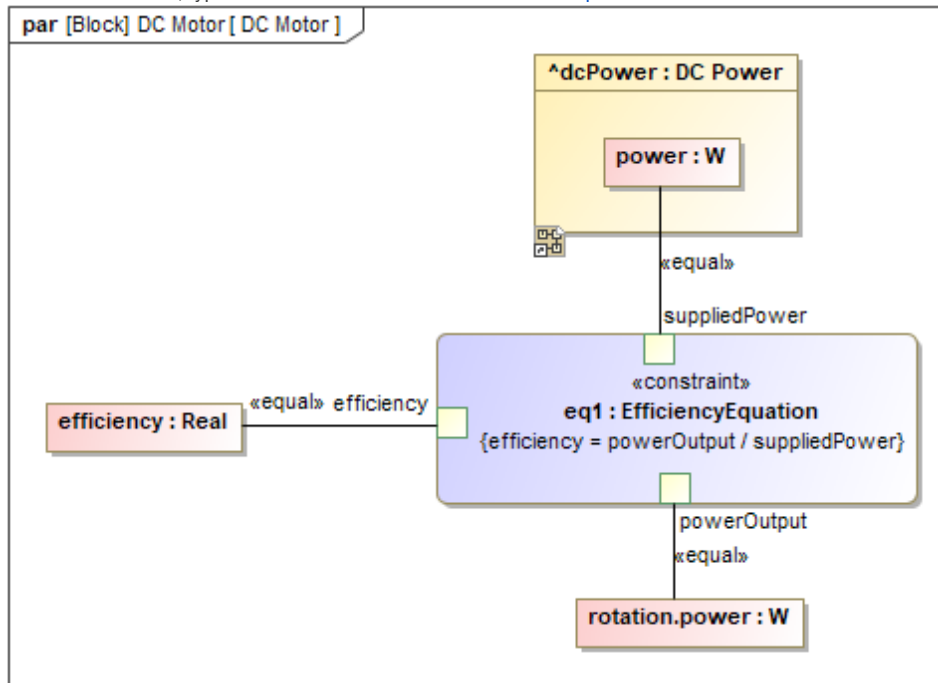 par [Block] DC Motor [ DC Motor ]
^dcPower : DC Power
power : W
«equal»
suppliedPower
«constraint»
eq1 : EfficiencyEquation
{efficiency = powerOutput / suppliedPower}
efficiency : Real
«equal» efficiency
powerOutput
«equal»
rotation.power : W